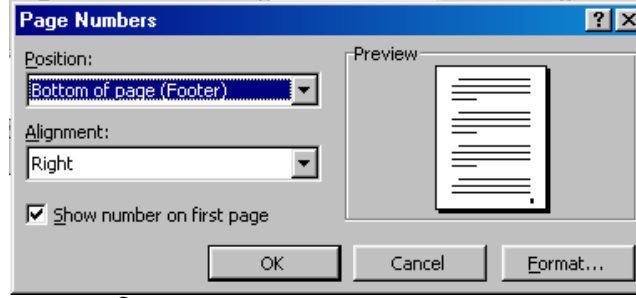 Page Numbers
Position:
Preview
Bottom of page (Footer)
Alignment:
Right
Show number on first page
OK
Cancel
Format...